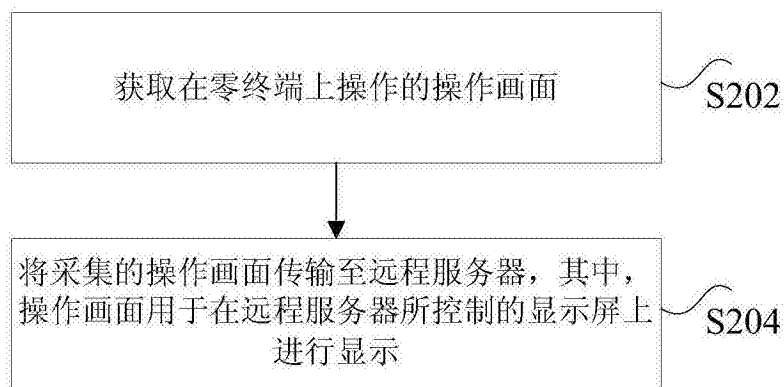 获取在零终端上操作的操作画面
S202
将采集的操作画面传输至远程服务器，其中，
操作画面用于在远程服务器所控制的显示屏上
进行显示
S204